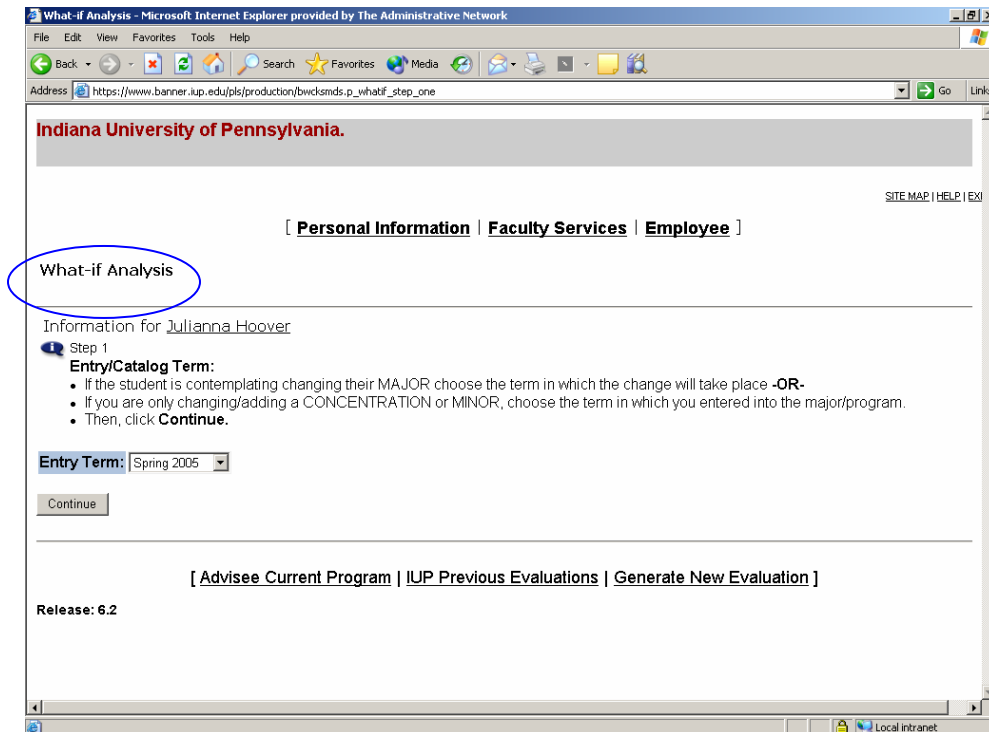 What-if Analysis - Microsoft Internet Explorer provided by The Administrative Network
File Edit View Favorites Tools Help
Back Search Favorites Media
Address https://www.banner.iup.edu/pls/production/bwcksmds.p_whatif_step_one Go Links
Indiana University of Pennsylvania.
SITE MAP | HELP | EXI
[ Personal Information | Faculty Services | Employee ]
What-if Analysis
Information for Julianna Hoover
Step 1
Entry/Catalog Term:
• If the student is contemplating changing their MAJOR choose the term in which the change will take place -OR-
• If you are only changing/adding a CONCENTRATION or MINOR, choose the term in which you entered into the major/program.
• Then, click Continue.
Entry Term: Spring 2005
Continue
[ Advisee Current Program | IUP Previous Evaluations | Generate New Evaluation ]
Release: 6.2
Local intranet